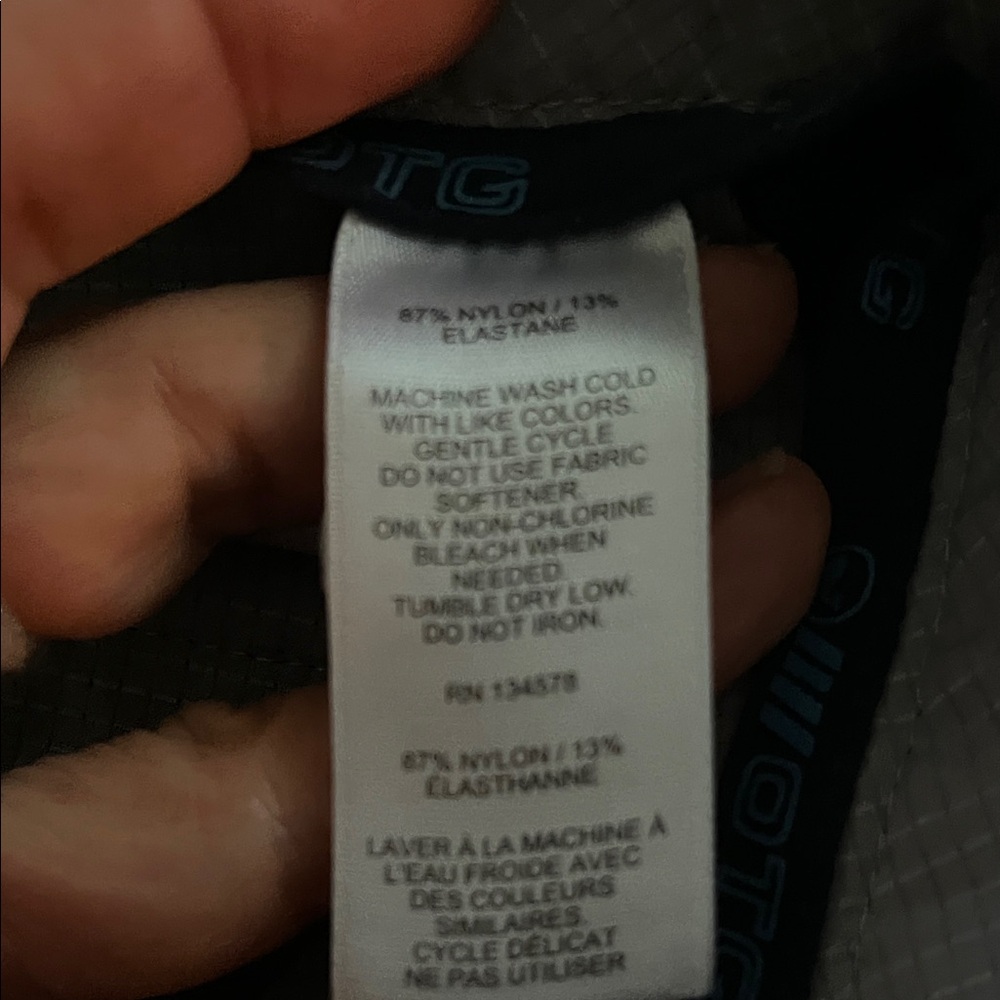 OTG
G
OTG
87% NYLON / 13%
ELASTANE
MACHINE WASH COLD
WITH LIKE COLORS.
GENTLE CYCLE
DO NOT USE FABRIC
SOFTENER.
ONLY NON-CHLORINE
BLEACH WHEN
NEEDED.
TUMBLE DRY LOW.
DO NOT IRON.
RN 134578
87% NYLON / 13%
ÉLASTHANNE
LAVER À LA MACHINE À
L'EAU FROIDE AVEC
DES COULEURS
SIMILAIRES.
CYCLE DÉLICAT
NE PAS UTILISER